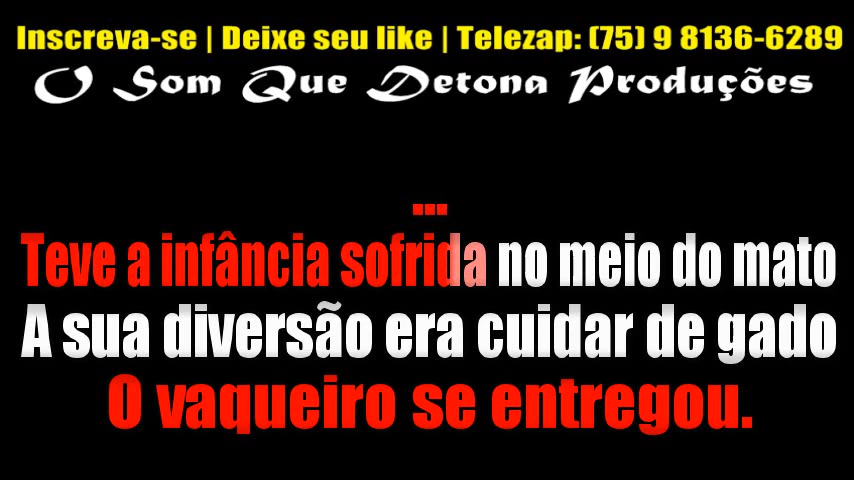 Inscreva-se | Deixe seu like | Telezap: (75) 9 8136-6289
O Som Que Detona Produções
...
Teve a infância sofrida no meio do mato
A sua diversão era cuidar de gado
O vaqueiro se entregou.